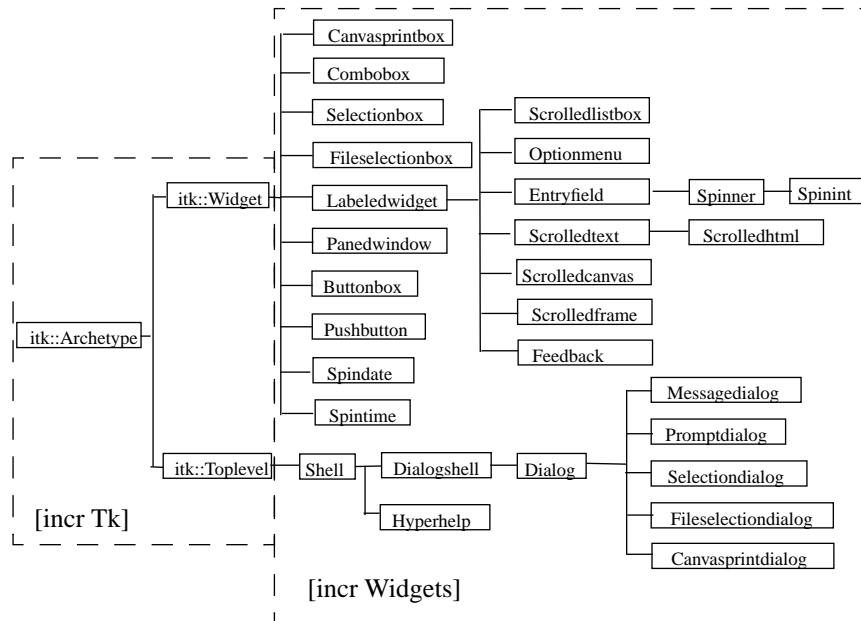 Canvasprintbox
Combobox
Selectionbox
Scrolledlistbox
Fileselectionbox
Optionmenu
itk::Widget
Labeledwidget
Entryfield
Spinner
Spinint
Panedwindow
Scrolledtext
Scrolledhtml
Buttonbox
Scrolledcanvas
itk::Archetype
Pushbutton
Scrolledframe
Spindate
Feedback
Spintime
Messagedialog
Promptdialog
itk::Toplevel
Shell
Dialogshell
Dialog
Selectiondialog
[incr Tk]
Hyperhelp
Fileselectiondialog
Canvasprintdialog
[incr Widgets]